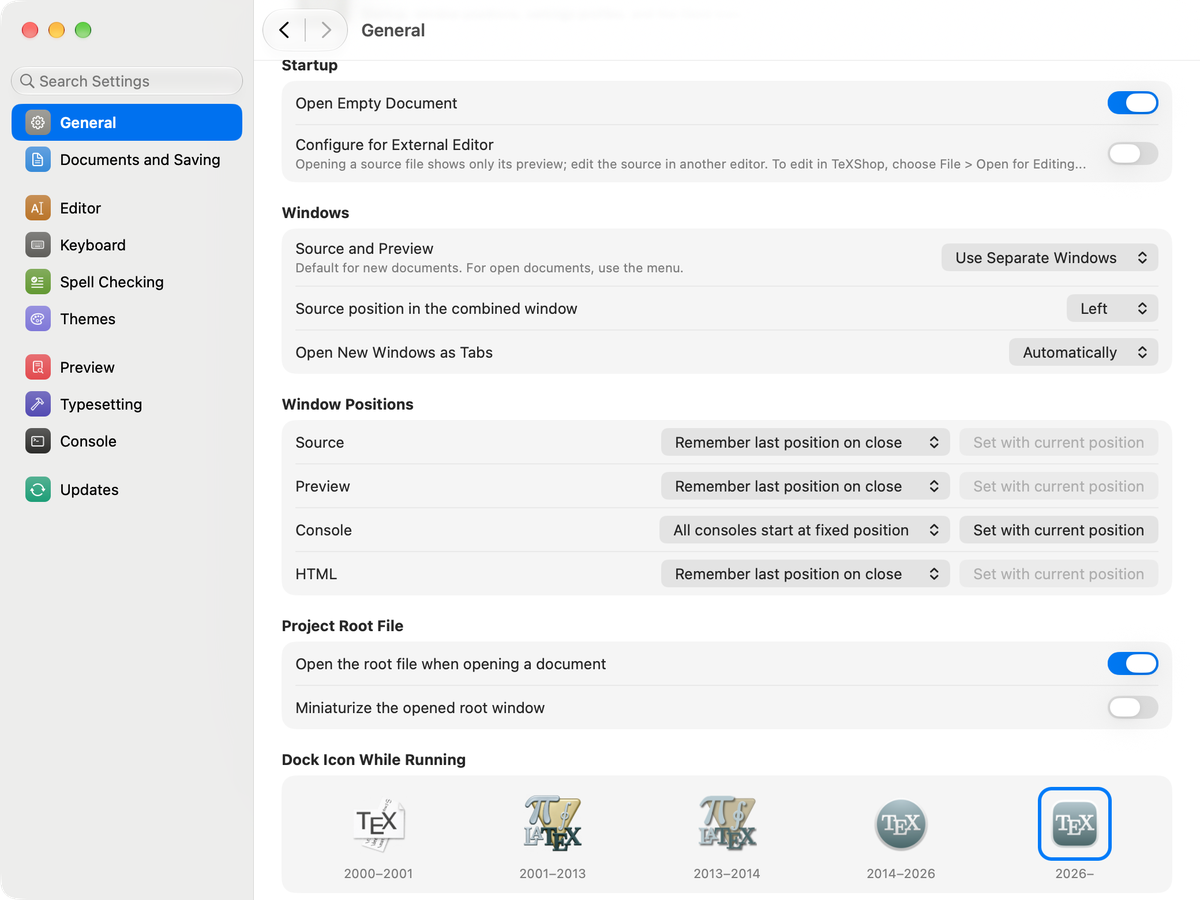 General
Search Settings
General
Documents and Saving
Editor
Keyboard
Spell Checking
Themes
Preview
Typesetting
Console
Updates
Startup
Open Empty Document
Configure for External Editor
Opening a source file shows only its preview; edit the source in another editor. To edit in TeXShop, choose File > Open for Editing...
Windows
Source and Preview
Use Separate Windows
Default for new documents. For open documents, use the menu.
Source position in the combined window
Left
Open New Windows as Tabs
Automatically
Window Positions
Source
Remember last position on close
Set with current position
Preview
Remember last position on close
Set with current position
Console
All consoles start at fixed position
Set with current position
HTML
Remember last position on close
Set with current position
Project Root File
Open the root file when opening a document
Miniaturize the opened root window
Dock Icon While Running
TEX
LATEX
LATEX
TEX
TEX
2000–2001
2001–2013
2013–2014
2014–2026
2026–